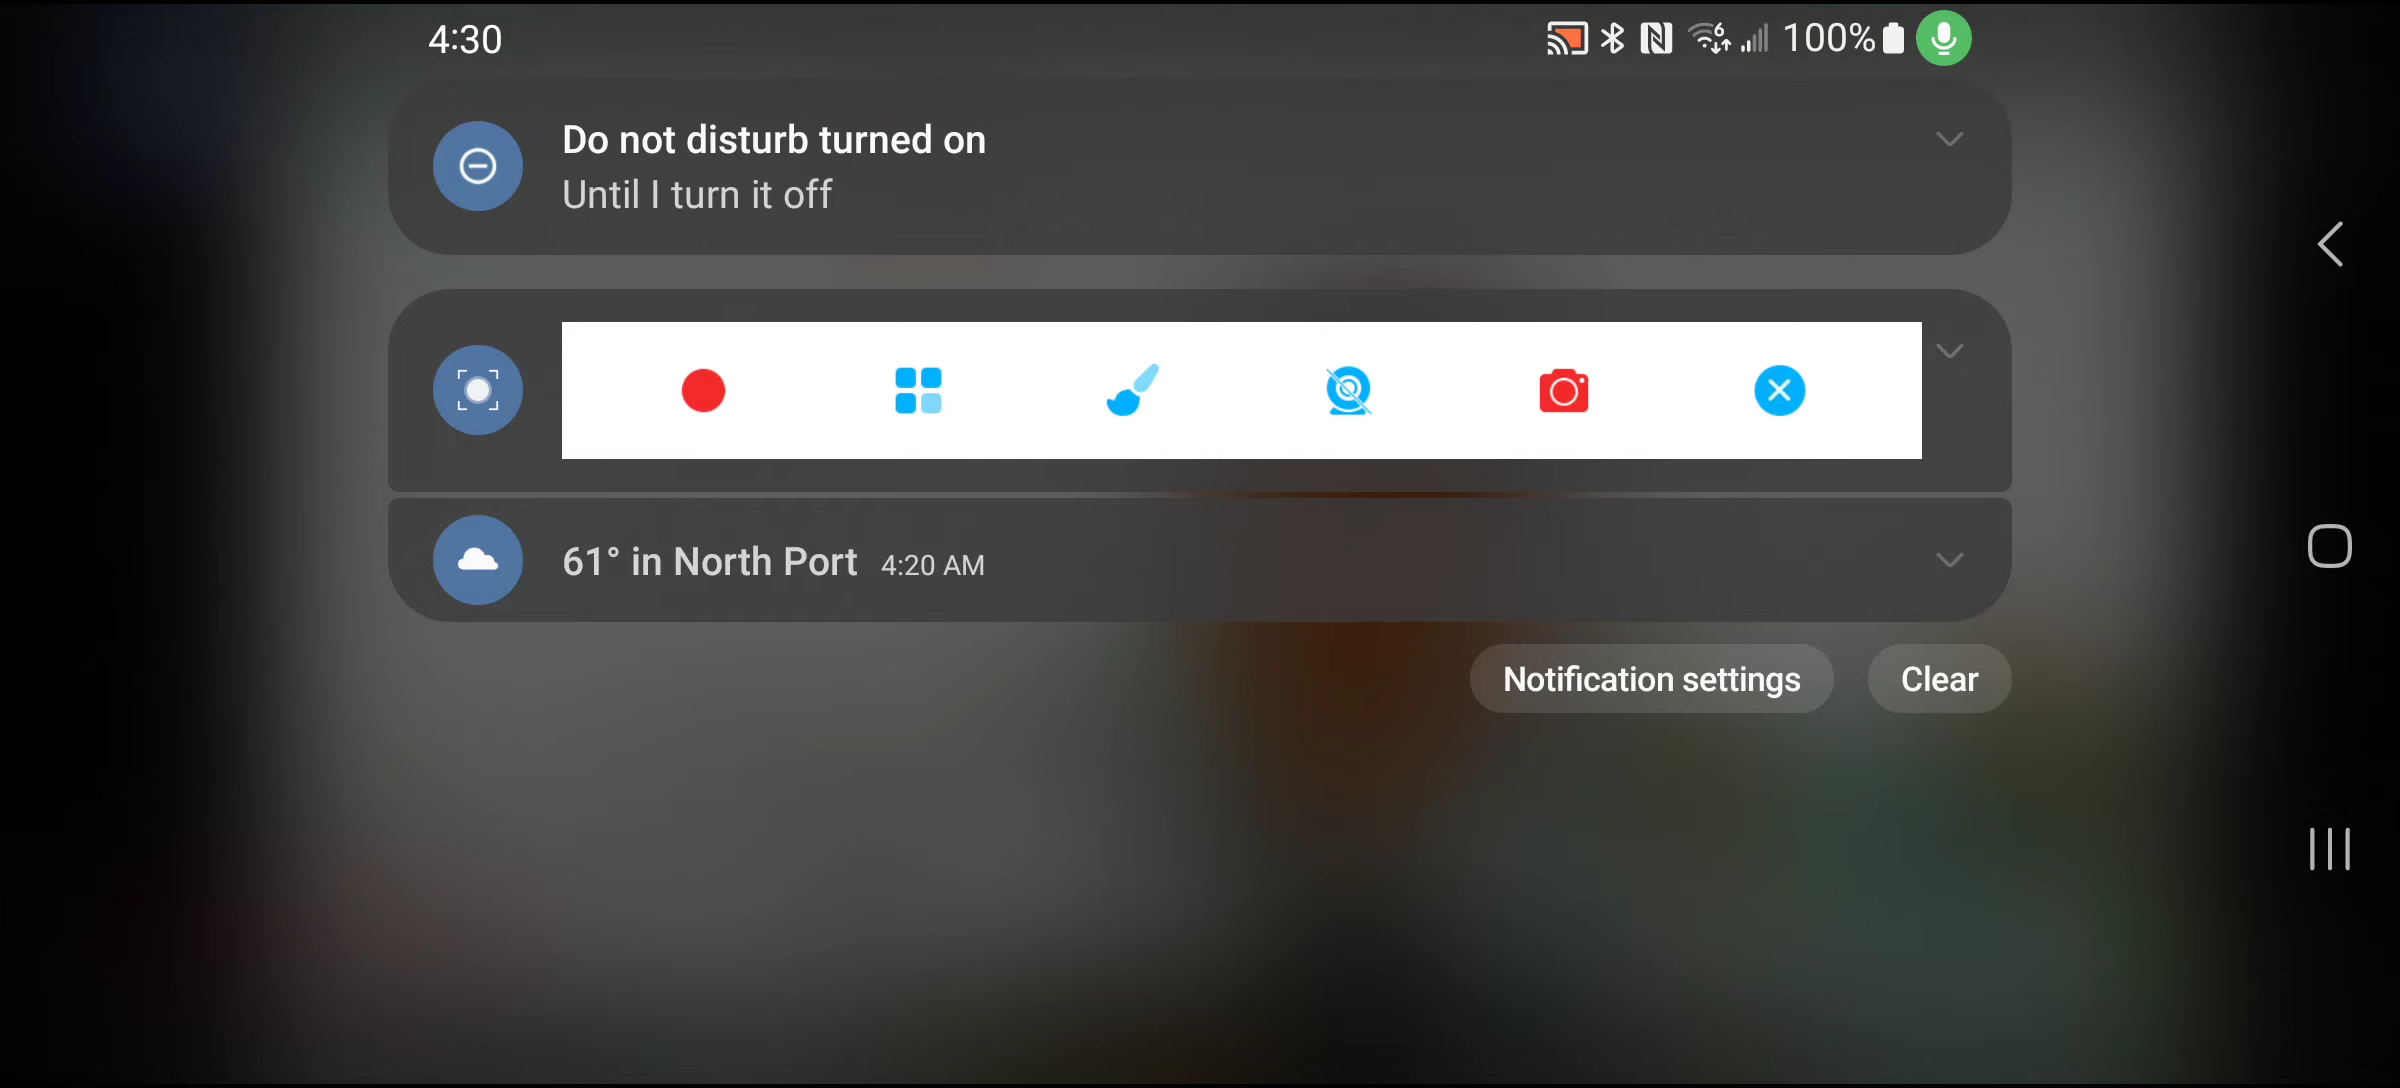 4:30
6 100%
Do not disturb turned on
Until I turn it off
61° in North Port 4:20 AM
Notification settings Clear